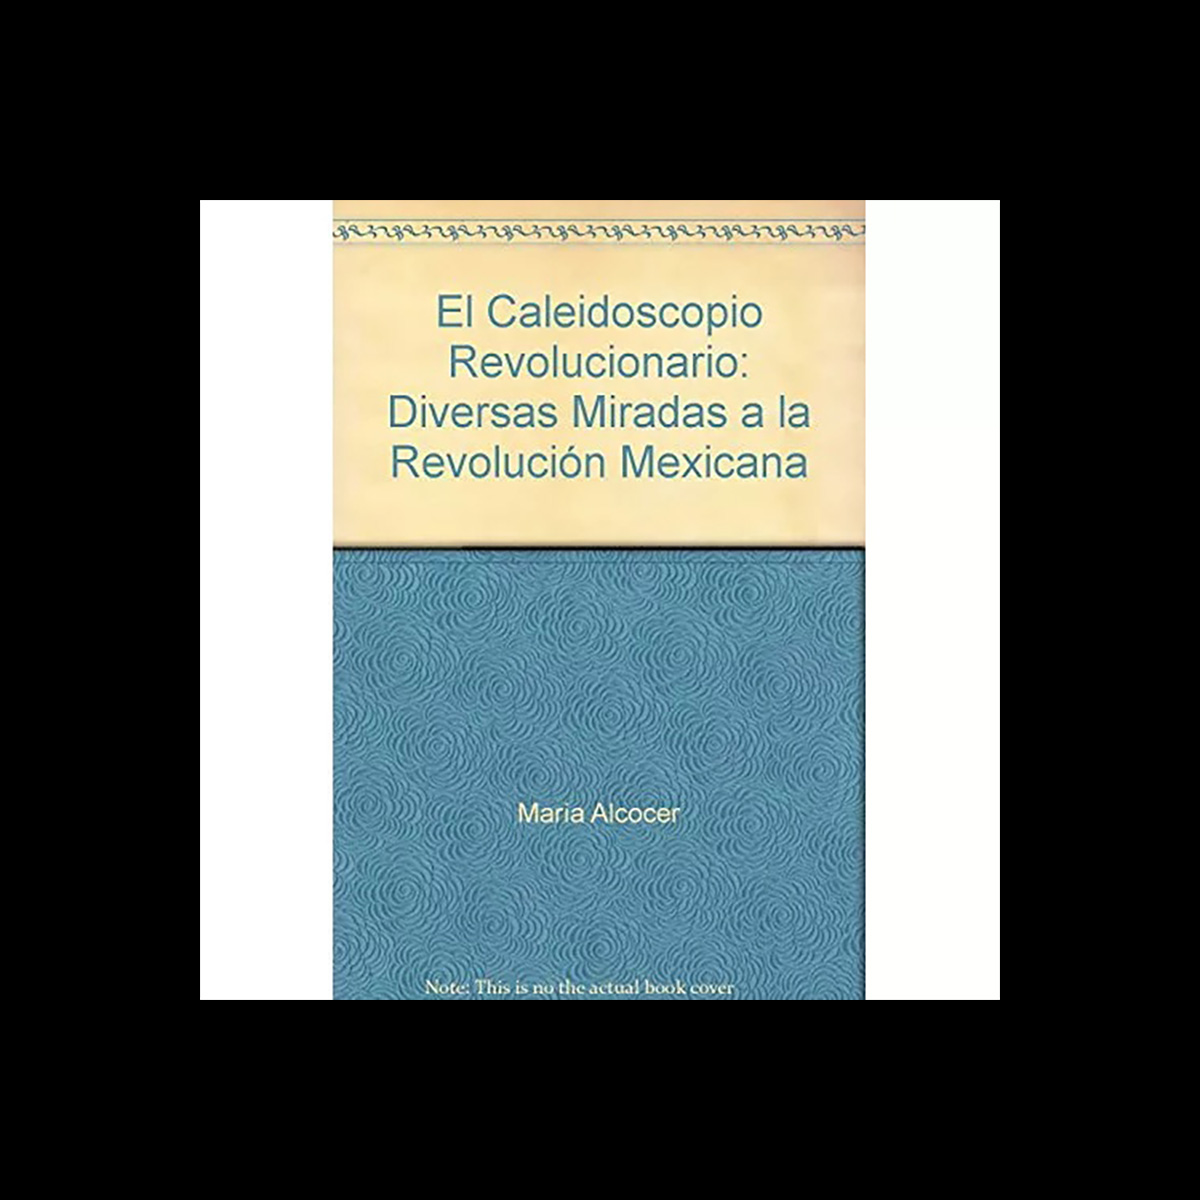 El Caleidoscopio
Revolucionario:
Diversas Miradas a la
Revolución Mexicana
Maria Alcocer
Note: This is no the actual book cover